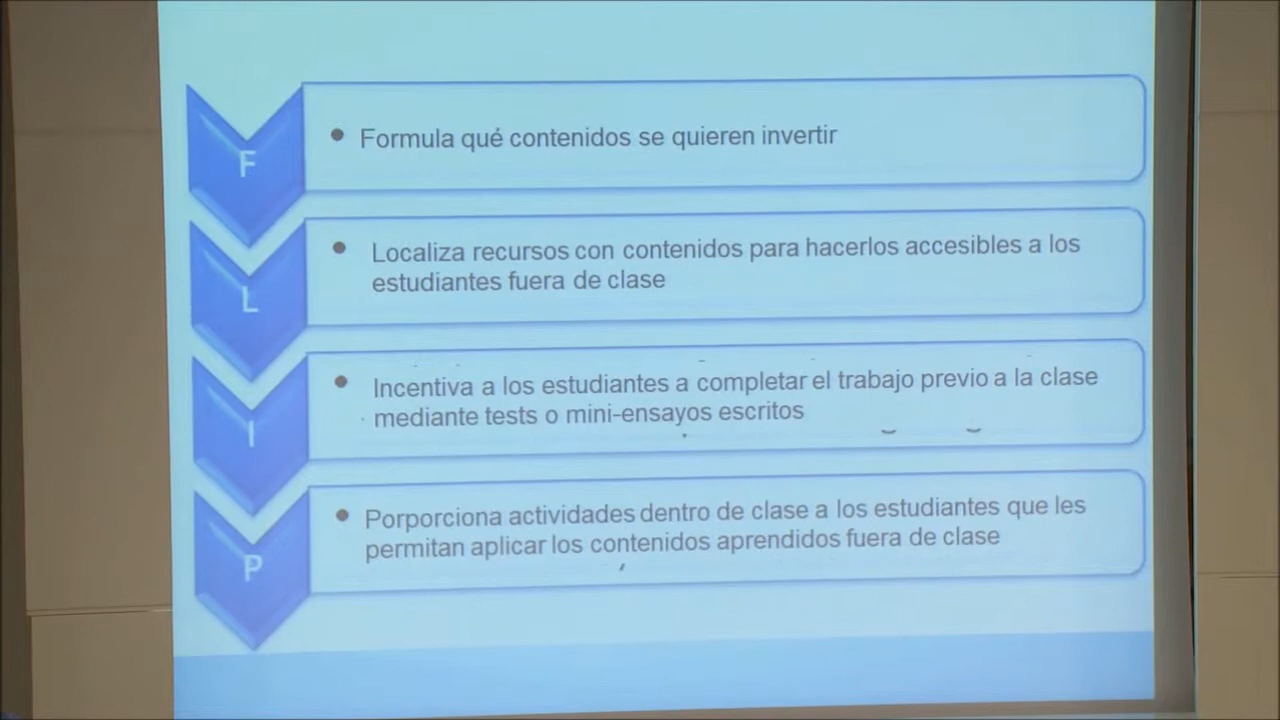 F
Formula qué contenidos se quieren invertir
L
Localiza recursos con contenidos para hacerlos accesibles a los
estudiantes fuera de clase
I
Incentiva a los estudiantes a completar el trabajo previo a la clase
mediante tests o mini-ensayos escritos
P
Porporciona actividades dentro de clase a los estudiantes que les
permitan aplicar los contenidos aprendidos fuera de clase